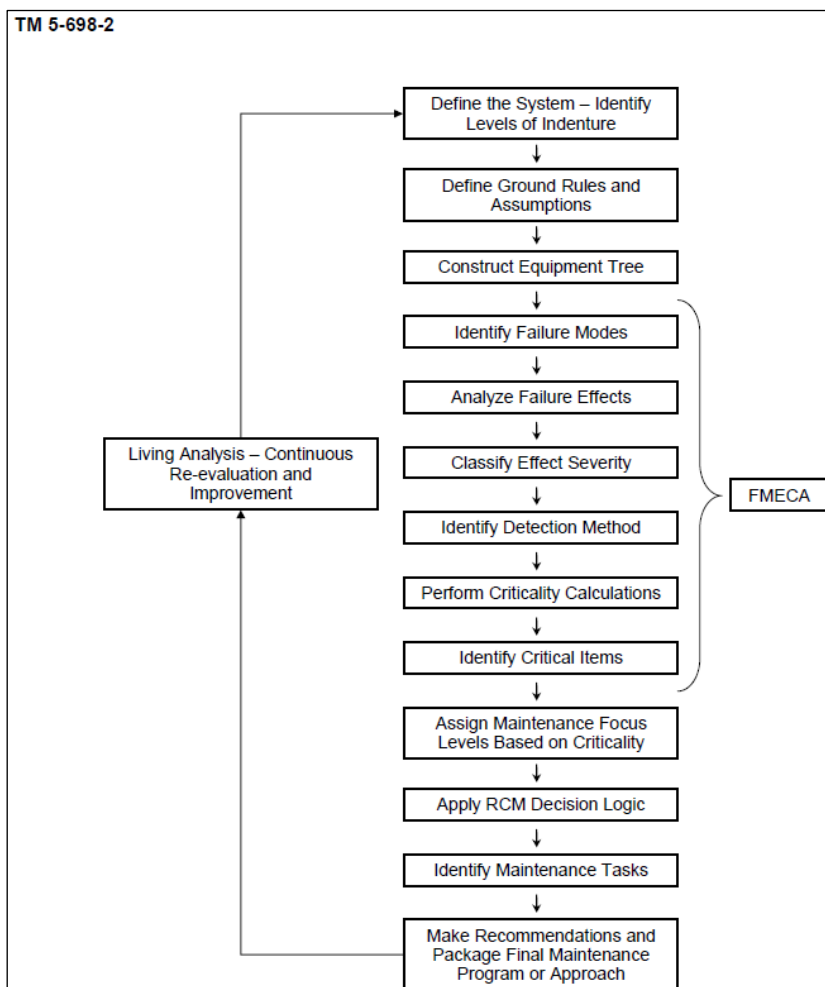 TM 5-698-2
Define the System – Identify
Levels of Indenture
Define Ground Rules and
Assumptions
Construct Equipment Tree
Identify Failure Modes
Analyze Failure Effects
Living Analysis – Continuous
Re-evaluation and
Improvement
Classify Effect Severity
FMECA
Identify Detection Method
Perform Criticality Calculations
Identify Critical Items
Assign Maintenance Focus
Levels Based on Criticality
Apply RCM Decision Logic
Identify Maintenance Tasks
Make Recommendations and
Package Final Maintenance
Program or Approach